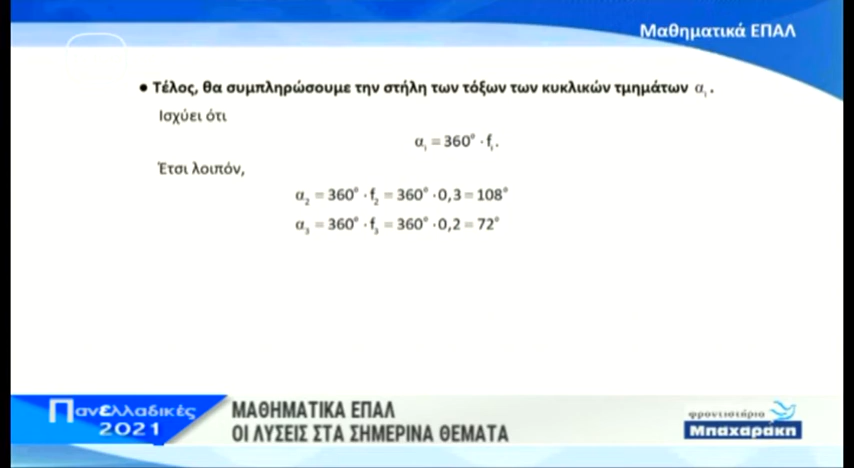 Μαθηματικά ΕΠΑΛ
• Τέλος, θα συμπληρώσουμε την στήλη των τόξων των κυκλικών τμημάτων αᵢ.
Ισχύει ότι
αᵢ = 360° · fᵢ.
Έτσι λοιπόν,
α₂ = 360° · f₂ = 360° · 0,3 = 108°
α₃ = 360° · f₃ = 360° · 0,2 = 72°
Πανελλαδικές
2021
ΜΑΘΗΜΑΤΙΚΑ ΕΠΑΛ
ΟΙ ΛΥΣΕΙΣ ΣΤΑ ΣΗΜΕΡΙΝΑ ΘΕΜΑΤΑ
φροντιστήριο
Μπαχαράκη